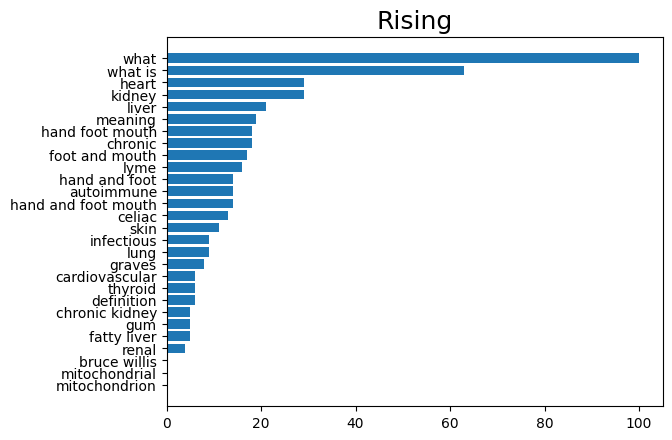 Rising
what
what is
heart
kidney
liver
meaning
hand foot mouth
chronic
foot and mouth
lyme
hand and foot
autoimmune
hand and foot mouth
celiac
skin
infectious
lung
graves
cardiovascular
thyroid
definition
chronic kidney
gum
fatty liver
renal
bruce willis
mitochondrial
mitochondrion
0 20 40 60 80 100